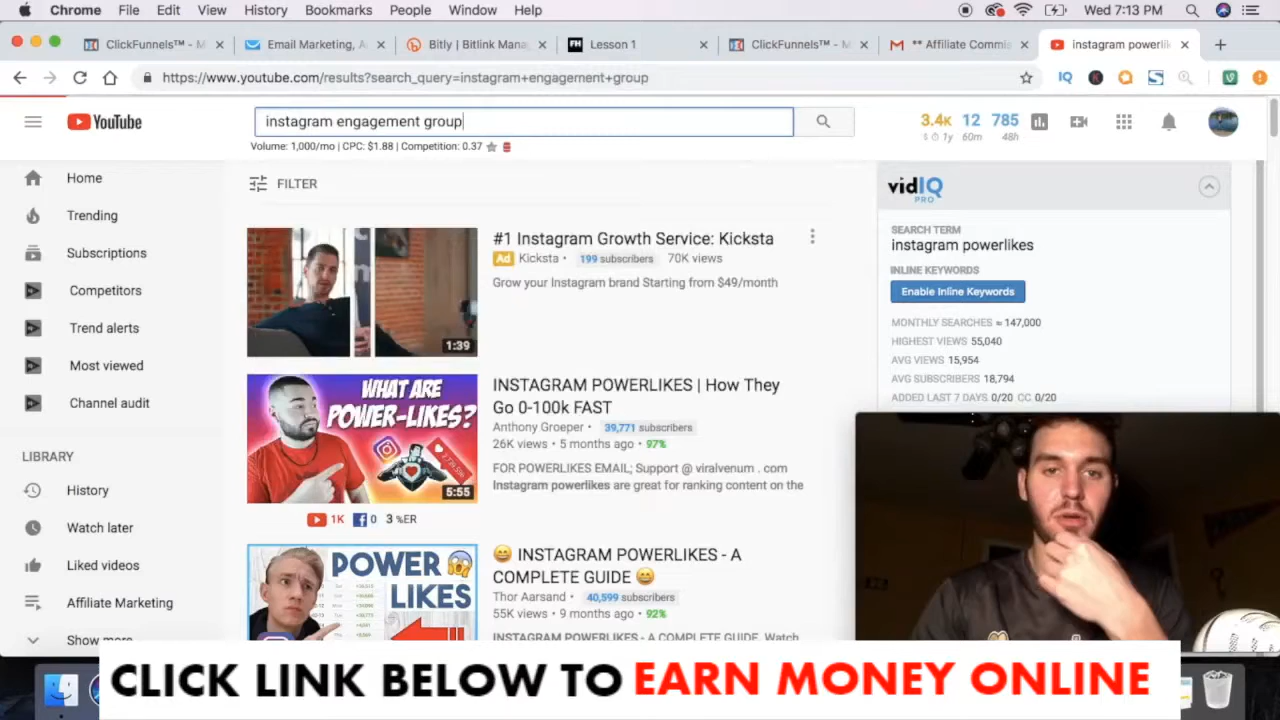 Chrome File Edit View History Bookmarks People Window Help Wed 7:13 PM
ClickFunnels™ - M Email Marketing, A Bitly | Bitlink Mana FH Lesson 1 ClickFunnels™ - M ** Affiliate Commis instagram powerlik
https://www.youtube.com/results?search_query=instagram+engagement+group IQ
YouTube
instagram engagement group
3.4k 12 785
1y 60m 48h
Volume: 1,000/mo | CPC: $1.88 | Competition: 0.37
Home
Trending
Subscriptions
Competitors
Trend alerts
Most viewed
Channel audit
LIBRARY
History
Watch later
Liked videos
Affiliate Marketing
Show more
FILTER
1:39
#1 Instagram Growth Service: Kicksta
Ad Kicksta • 199 subscribers 70K views
Grow your Instagram brand Starting from $49/month
WHAT ARE
POWER-LIKES?
5:55
INSTAGRAM POWERLIKES | How They
Go 0-100k FAST
Anthony Groeper • 39,771 subscribers
26K views • 5 months ago • 97%
FOR POWERLIKES EMAIL; Support @ viralvenum . com
Instagram powerlikes are great for ranking content on the
1K 0 3 %ER
POWER
LIKES
INSTAGRAM POWERLIKES - A
COMPLETE GUIDE
Thor Aarsand • 40,599 subscribers
55K views • 9 months ago • 92%
INSTAGRAM POWERLIKES - A COMPLETE GUIDE. Watch
vidIQ
PRO
SEARCH TERM
instagram powerlikes
INLINE KEYWORDS
Enable Inline Keywords
MONTHLY SEARCHES ≈ 147,000
HIGHEST VIEWS 55,040
AVG VIEWS 15,954
AVG SUBSCRIBERS 18,794
ADDED LAST 7 DAYS 0/20 CC 0/20
CLICK LINK BELOW TO EARN MONEY ONLINE